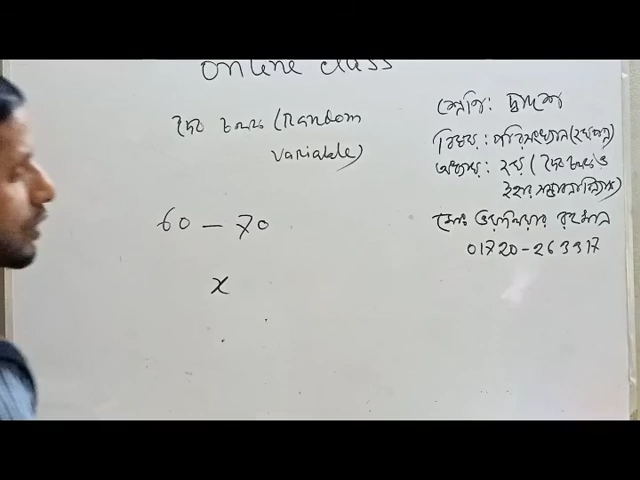 Online class
দৈব চলক (Random
variable)
60 — 70
x
শ্রেণি: দ্বাদশ
বিষয়: পরিসংখ্যান (২য় পত্র)
অধ্যায়: ২য় (দৈব চলক ও
ইহার সম্ভাবনা বিন্যাস)
মোঃ রহমান
01720-263317